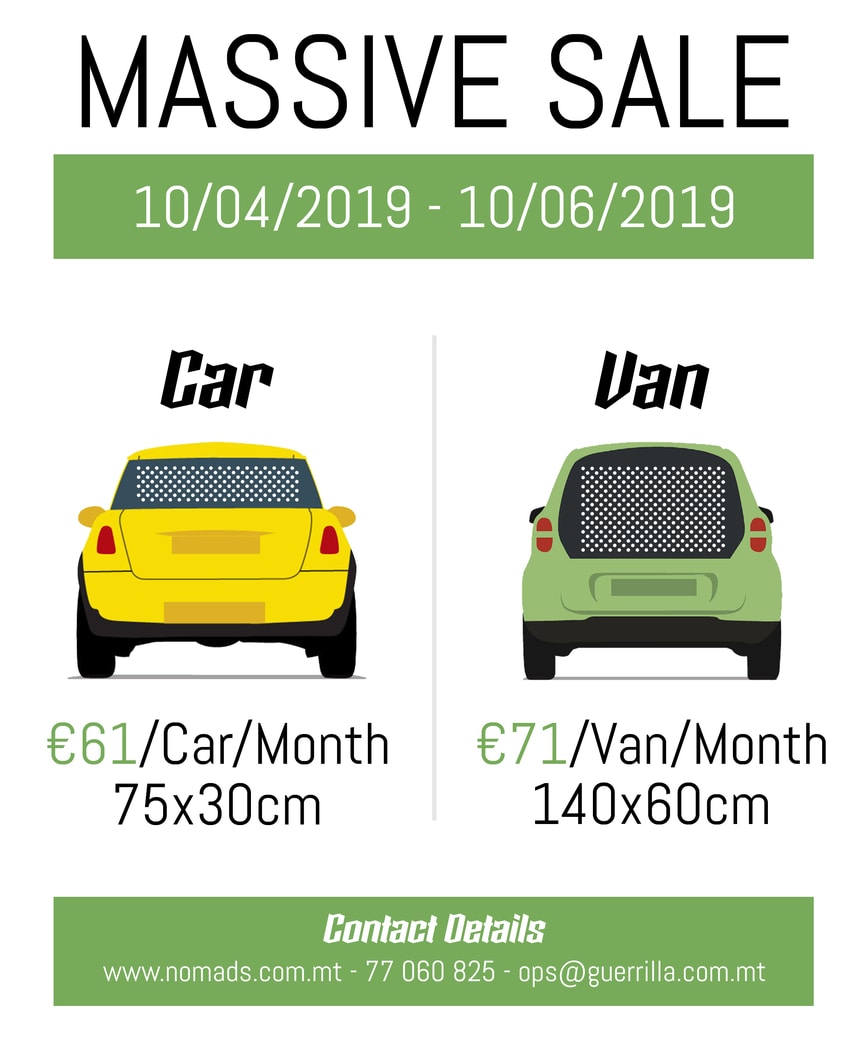 MASSIVE SALE
10/04/2019 - 10/06/2019
Car
€61/Car/Month
75x30cm
Van
€71/Van/Month
140x60cm
Contact Details
www.nomads.com.mt - 77 060 825 - ops@guerrilla.com.mt